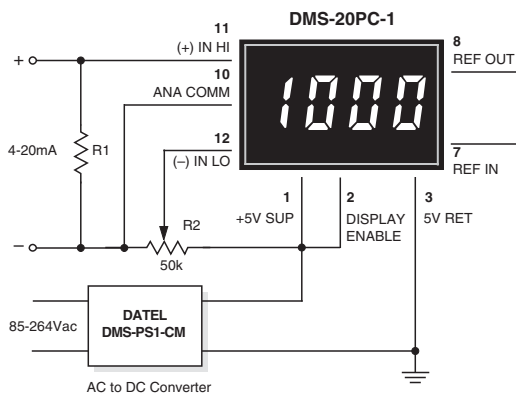 DMS-20PC-1
11
(+) IN HI
10
ANA COMM
12
(–) IN LO
8
REF OUT
7
REF IN
1000
+
4-20mA
R1
–
R2
50k
1
+5V SUP
2
DISPLAY
ENABLE
3
5V RET
85-264Vac
DATEL
DMS-PS1-CM
AC to DC Converter